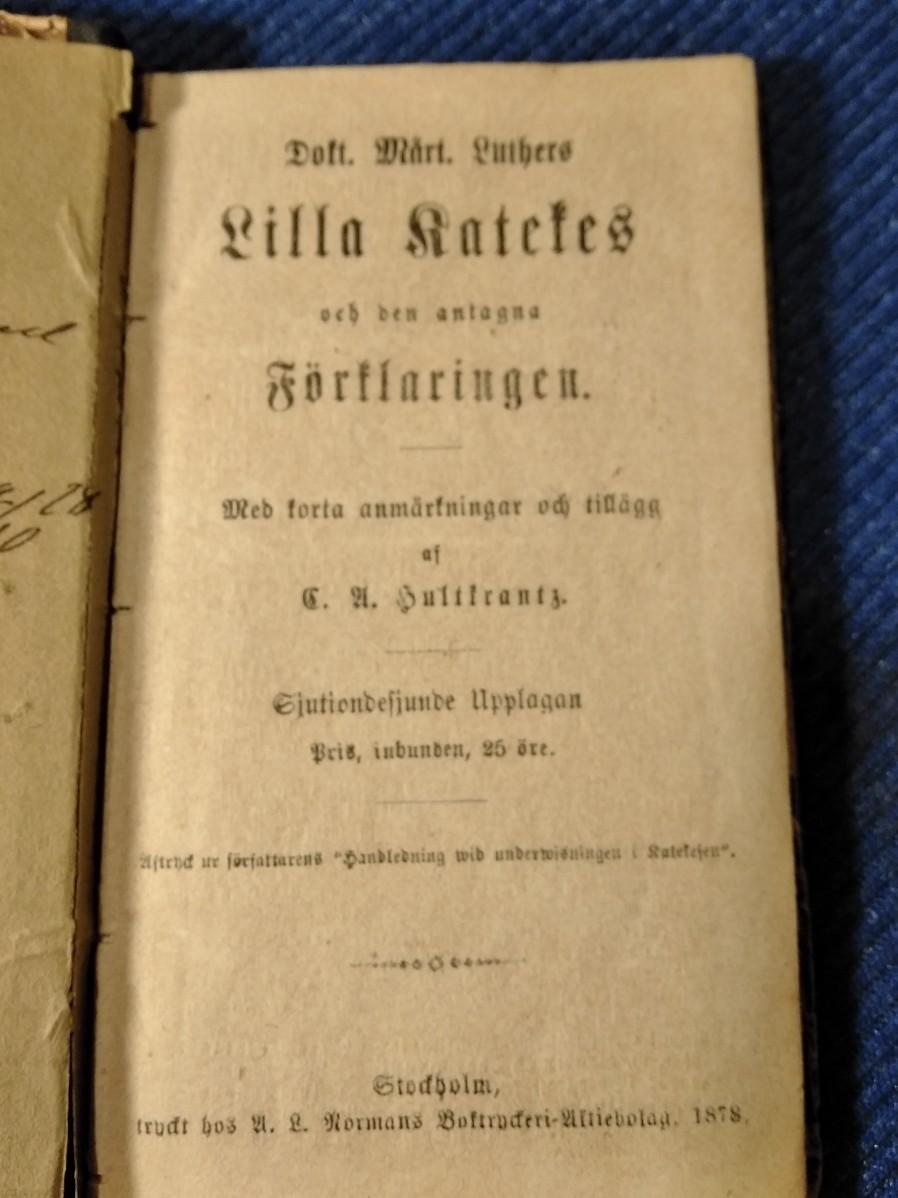 Dokt. Mårt. Luthers
Lilla Katekes
och den antagna
Förklaringen.
Med korta anmärkningar och tillägg
af
C. A. Hultkrantz.
Sjutiondesjunde Upplagan
Pris, inbunden, 25 öre.
Aftryck ur författarens "Handledning wid underwisningen i Katekesen".
Stockholm,
tryckt hos A. L. Normans Boktryckeri-Aktiebolag, 1878.